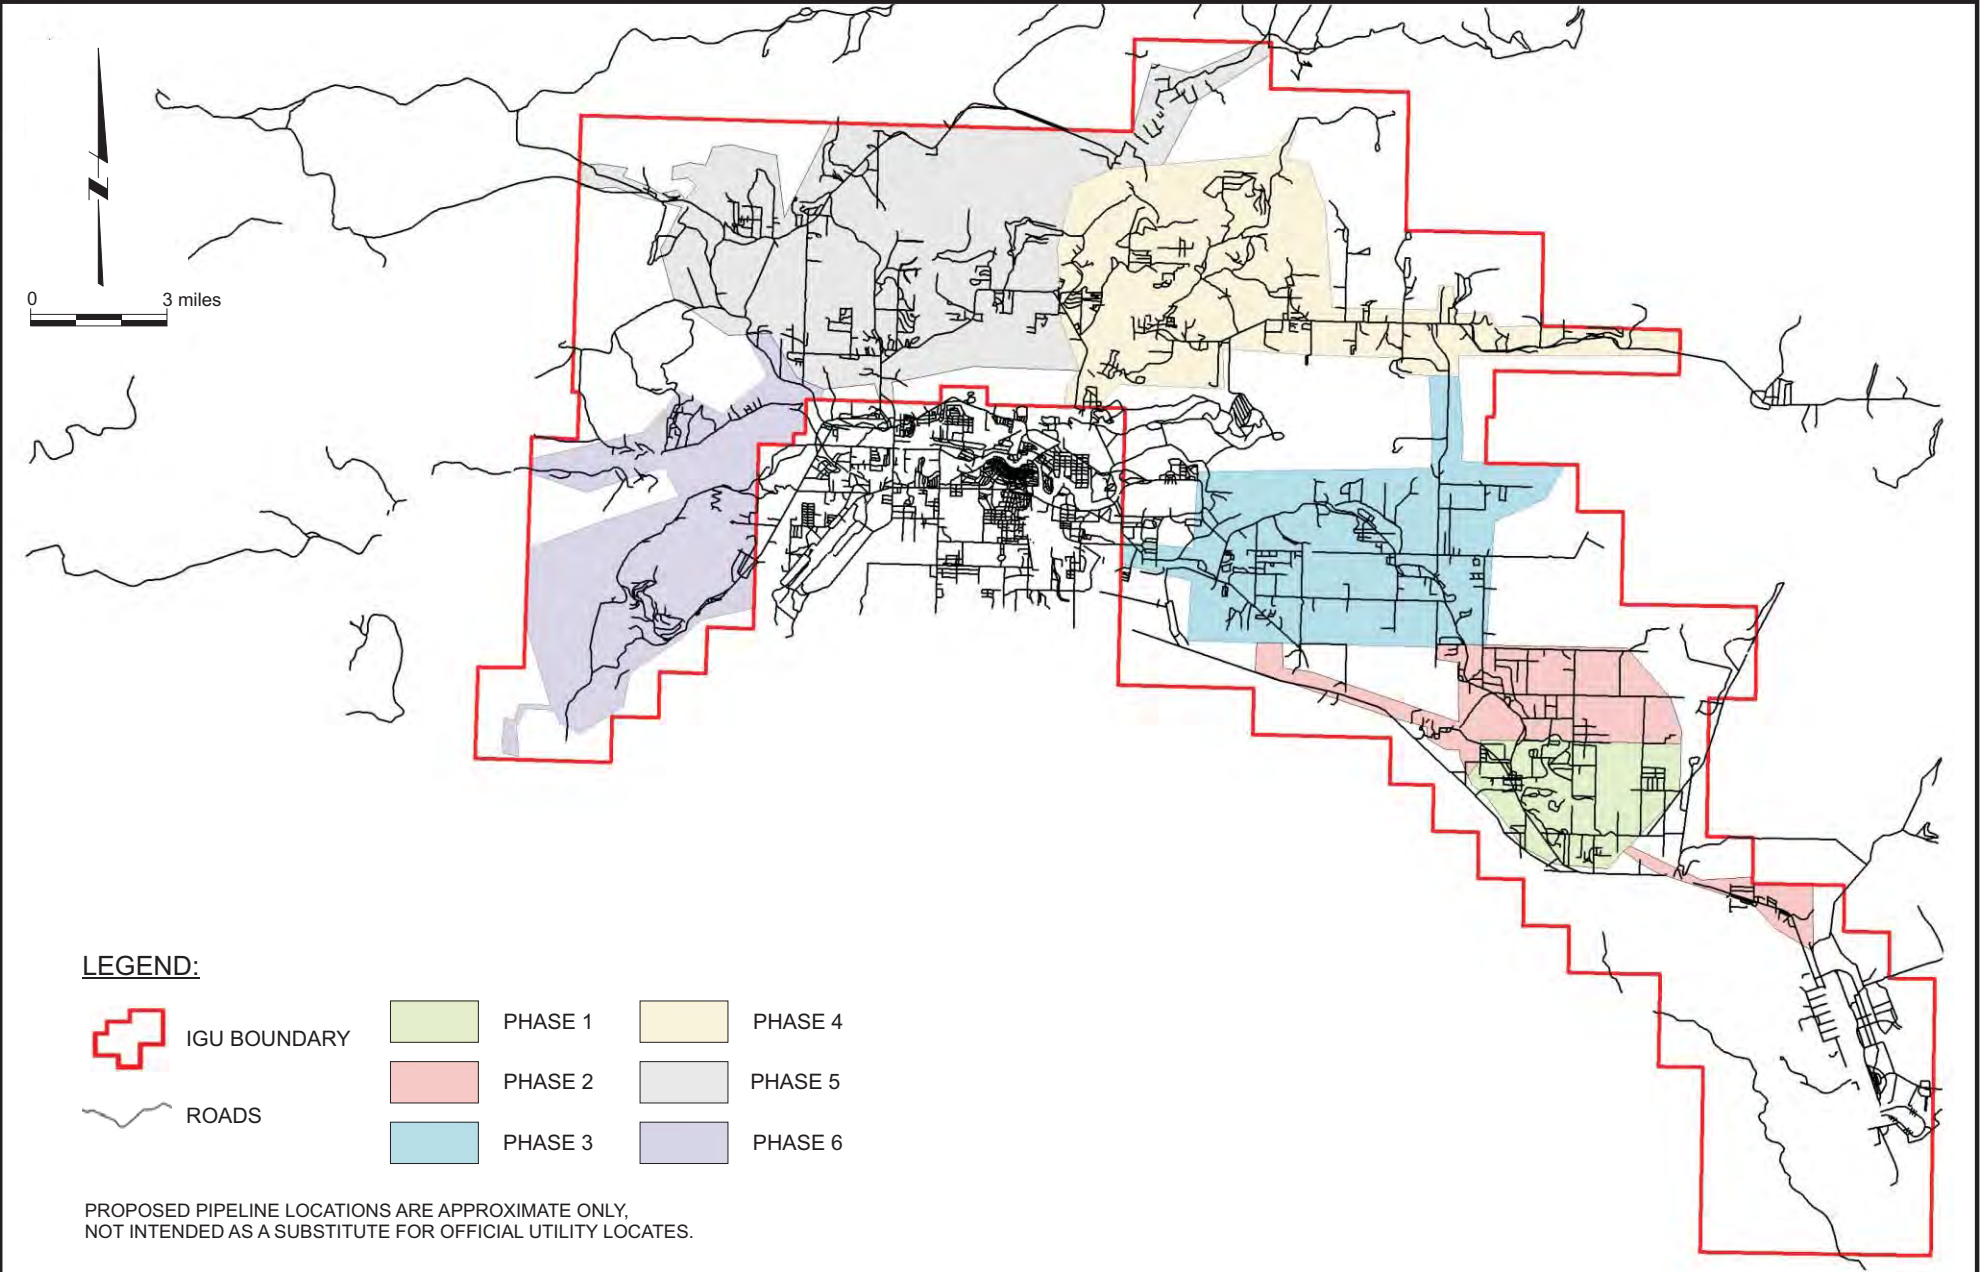 0 3 miles
LEGEND:
IGU BOUNDARY
ROADS
PHASE 1
PHASE 2
PHASE 3
PHASE 4
PHASE 5
PHASE 6
PROPOSED PIPELINE LOCATIONS ARE APPROXIMATE ONLY,
NOT INTENDED AS A SUBSTITUTE FOR OFFICIAL UTILITY LOCATES.